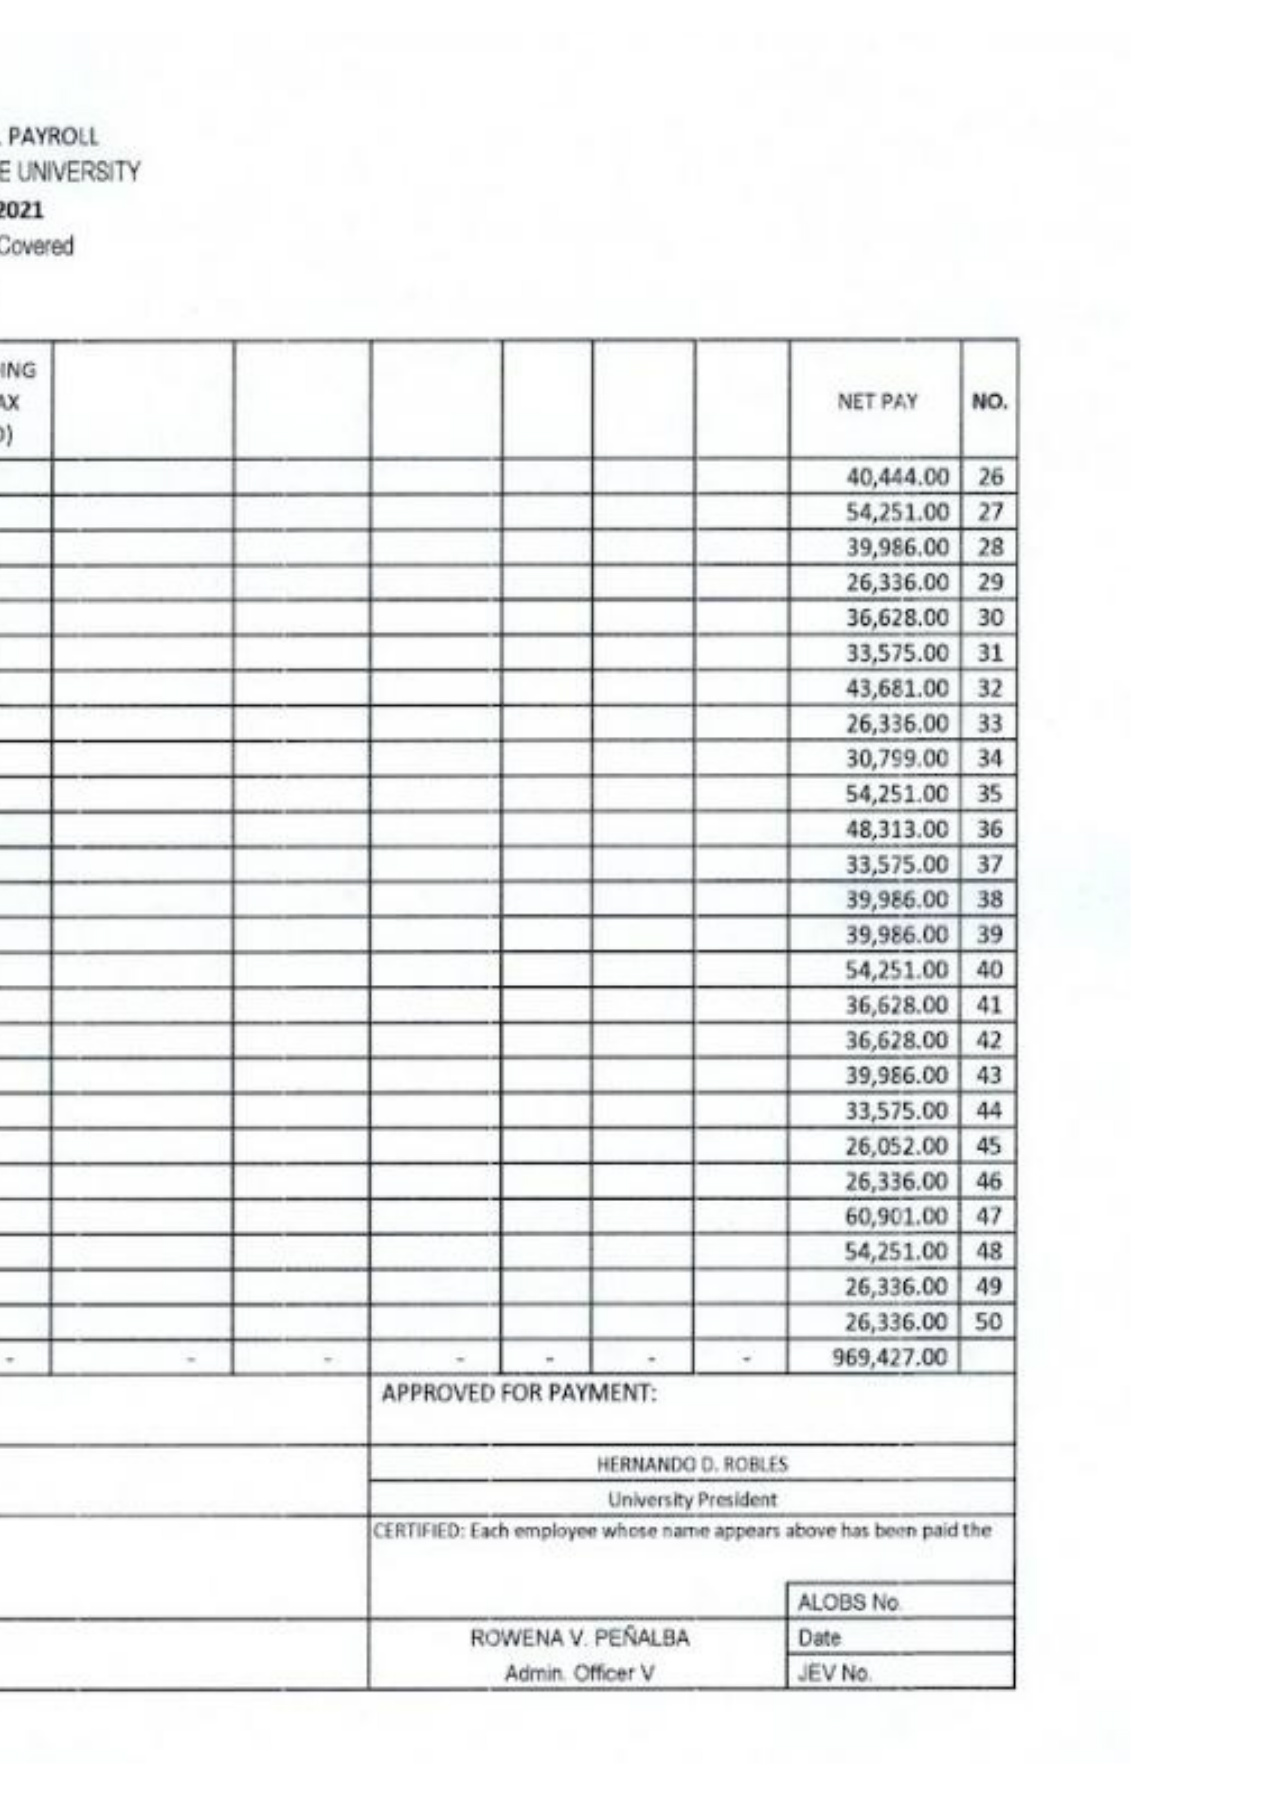 PAYROLL
E UNIVERSITY
2021
Covered
ING
AX
D)
NET PAY NO.
40,444.00 26
54,251.00 27
39,986.00 28
26,336.00 29
36,628.00 30
33,575.00 31
43,681.00 32
26,336.00 33
30,799.00 34
54,251.00 35
48,313.00 36
33,575.00 37
39,986.00 38
39,986.00 39
54,251.00 40
36,628.00 41
36,628.00 42
39,986.00 43
33,575.00 44
26,052.00 45
26,336.00 46
60,901.00 47
54,251.00 48
26,336.00 49
26,336.00 50
- - - - - - - 969,427.00
APPROVED FOR PAYMENT:
HERNANDO D. ROBLES
University President
CERTIFIED: Each employee whose name appears above has been paid the
ALOBS No.
ROWENA V. PEÑALBA Date
Admin. Officer V JEV No.